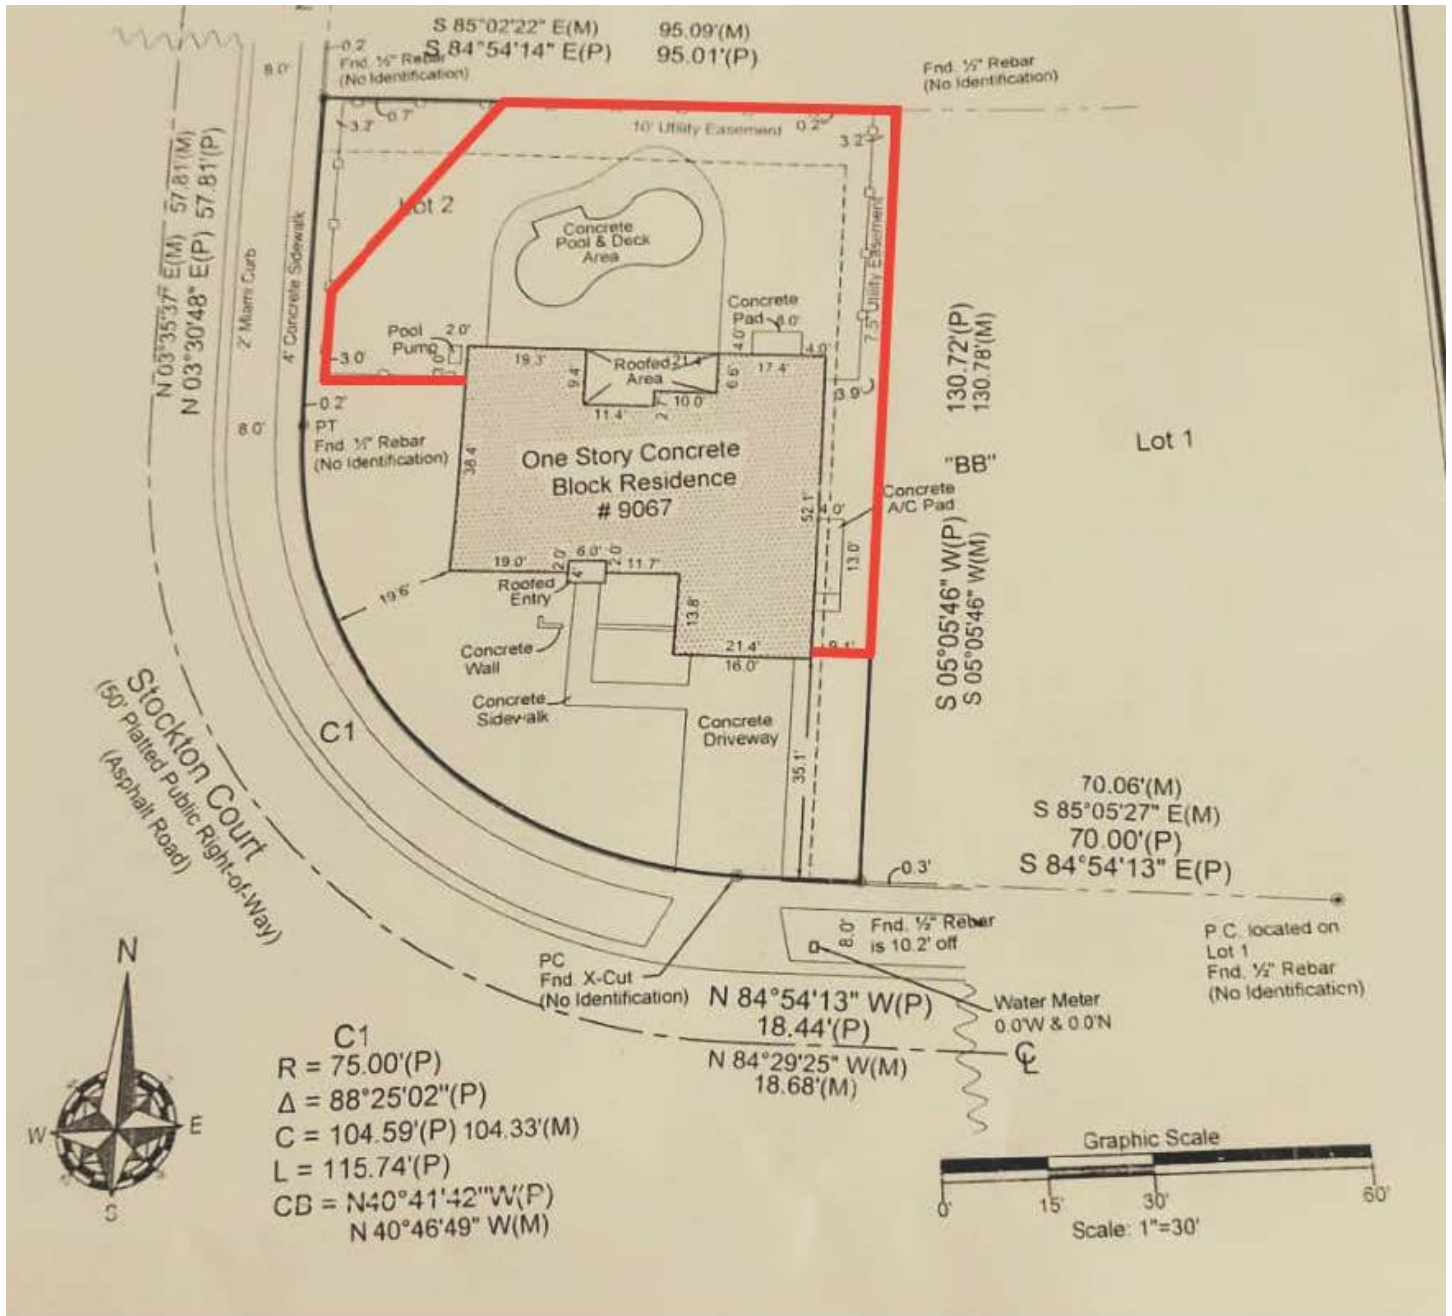 S 85°02'22" E(M) 95.09'(M)
S 84°54'14" E(P) 95.01'(P)
0.2'
Fnd. ½" Rebar
(No Identification)
Fnd. ½" Rebar
(No Identification)
8.0'
3.2'
0.7'
10' Utility Easement
0.2'
3.2'
N 03°35'37" E(M) 57.81'(M)
N 03°30'48" E(P) 57.81'(P)
2' Miami Curb
4' Concrete Sidewalk
Lot 2
Concrete
Pool & Deck
Area
7.5' Utility Easement
Concrete
Pad
8.0'
4.0'
4.0'
Pool
Pump
2.0'
3.0'
19.3'
9.4'
Roofed
Area
21.4'
6.6'
17.4'
11.4'
2.7'
10.0'
3.9'
0.2'
PT
Fnd. ½" Rebar
(No Identification)
8.0'
38.4'
One Story Concrete
Block Residence
# 9067
52.1'
130.72'(P)
130.78'(M)
"BB"
S 05°05'46" W(P)
S 05°05'46" W(M)
Lot 1
Concrete
A/C Pad
4.0'
13.0'
19.0'
2.0'
6.0'
2.0'
11.7'
4'
Roofed
Entry
19.6'
13.8'
21.4'
16.0'
9.1'
Concrete
Wall
Concrete
Sidewalk
Concrete
Driveway
35.1'
C1
Stockton Court
(50' Platted Public Right-of-Way)
(Asphalt Road)
70.06'(M)
S 85°05'27" E(M)
70.00'(P)
S 84°54'13" E(P)
0.3'
8.0'
Fnd. ½" Rebar
is 10.2' off
P.C. located on
Lot 1
Fnd. ½" Rebar
(No Identification)
PC
Fnd. X-Cut
(No Identification)
N 84°54'13" W(P)
18.44'(P)
N 84°29'25" W(M)
18.68'(M)
Water Meter
0.0'W & 0.0'N
℄
N
W
E
S
C1
R = 75.00'(P)
Δ = 88°25'02"(P)
C = 104.59'(P) 104.33'(M)
L = 115.74'(P)
CB = N40°41'42"W(P)
N 40°46'49" W(M)
Graphic Scale
0' 15' 30' 60'
Scale: 1"=30'